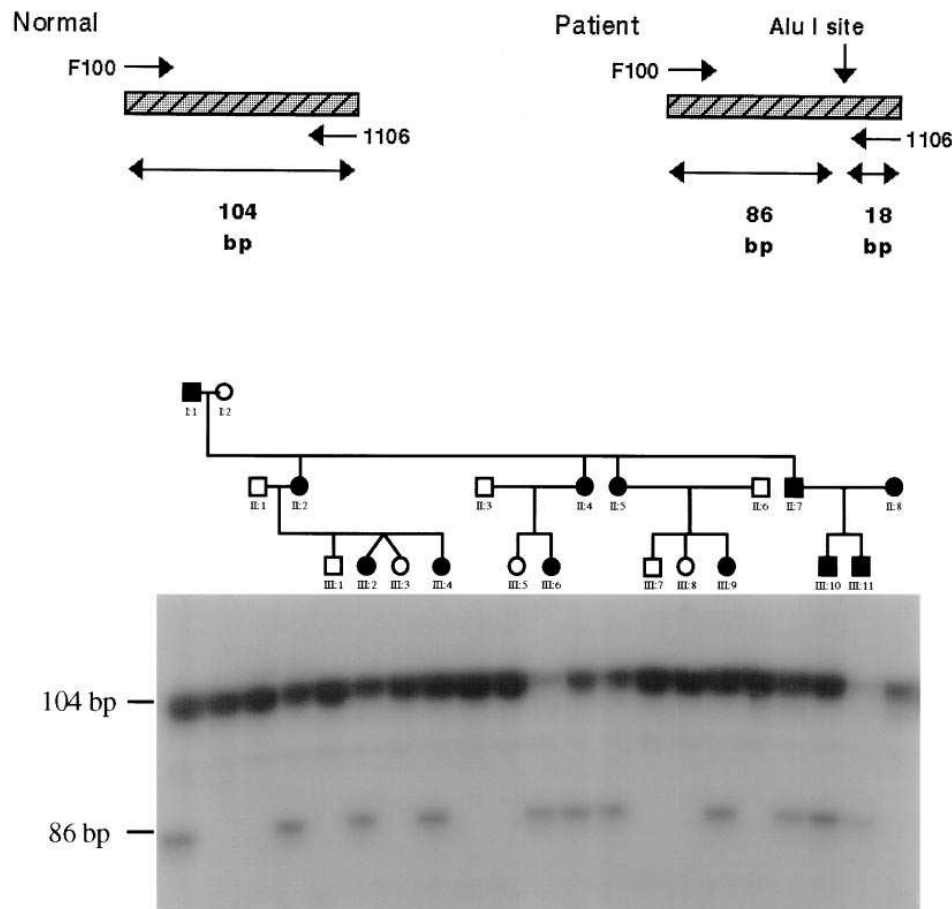 Normal
Patient
Alu I site
F100
F100
1106
1106
104
bp
86
bp
18
bp
I:1 I:2
II:1 II:2 II:3 II:4 II:5 II:6 II:7 II:8
III:1 III:2 III:3 III:4 III:5 III:6 III:7 III:8 III:9 III:10 III:11
104 bp
86 bp